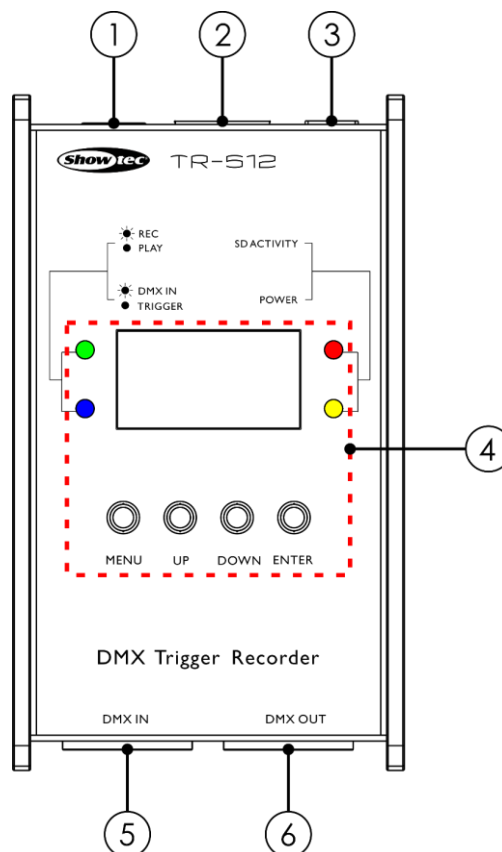 1 2 3
Showtec TR-512
REC
PLAY
SD ACTIVITY
DMX IN
TRIGGER
POWER
4
MENU UP DOWN ENTER
DMX Trigger Recorder
DMX IN DMX OUT
5 6